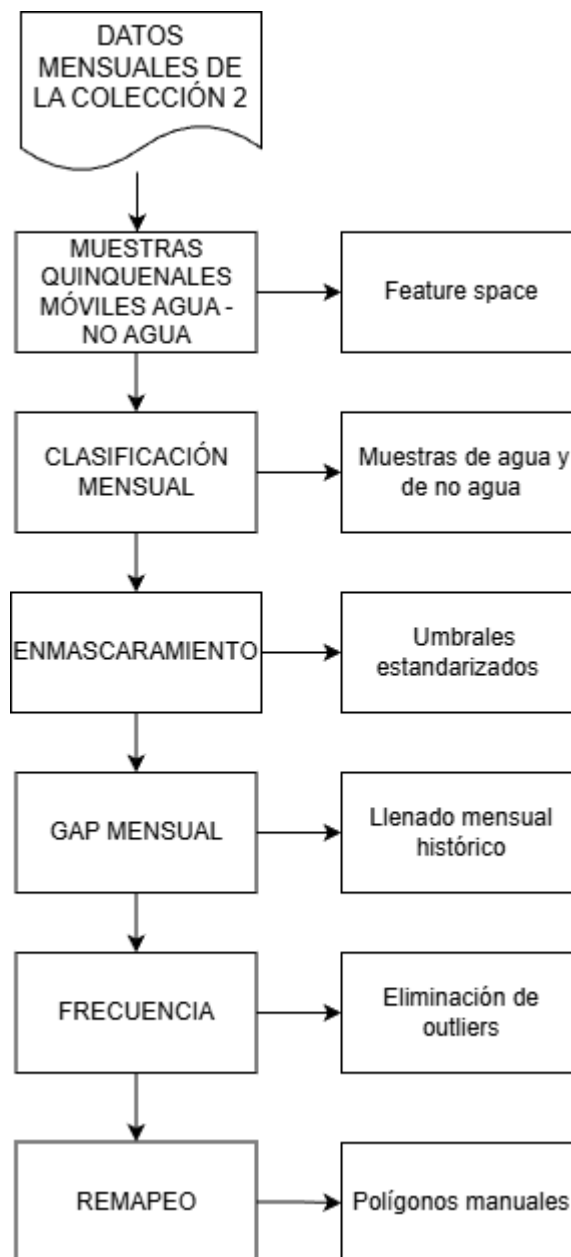 DATOS
MENSUALES DE
LA COLECCIÓN 2
MUESTRAS
QUINQUENALES
MÓVILES AGUA -
NO AGUA
Feature space
CLASIFICACIÓN
MENSUAL
Muestras de agua y
de no agua
ENMASCARAMIENTO
Umbrales
estandarizados
GAP MENSUAL
Llenado mensual
histórico
FRECUENCIA
Eliminación de
outliers
REMAPEO
Polígonos manuales